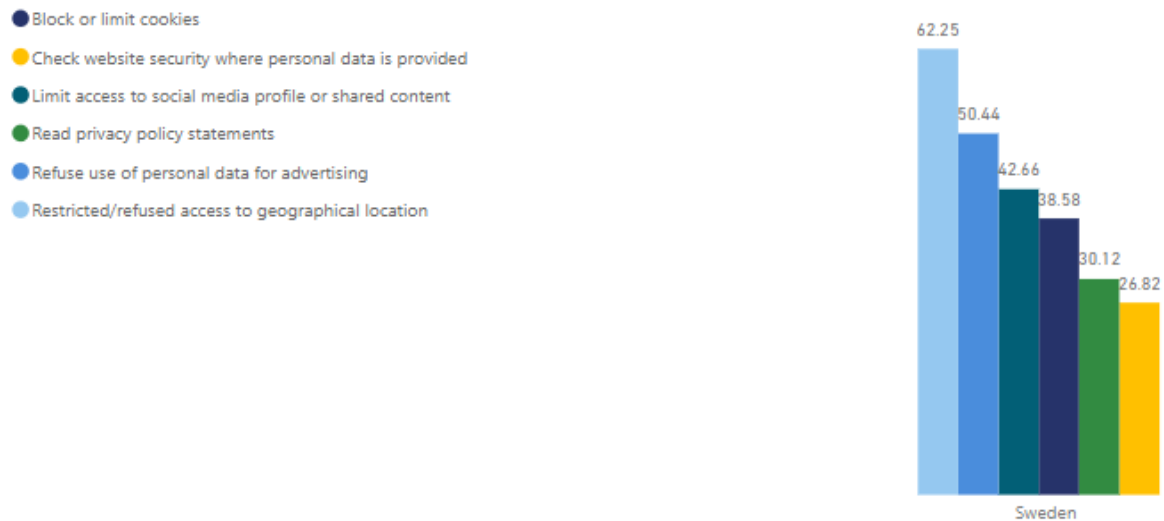 Block or limit cookies
Check website security where personal data is provided
Limit access to social media profile or shared content
Read privacy policy statements
Refuse use of personal data for advertising
Restricted/refused access to geographical location
62.25
50.44
42.66
38.58
30.12
26.82
Sweden